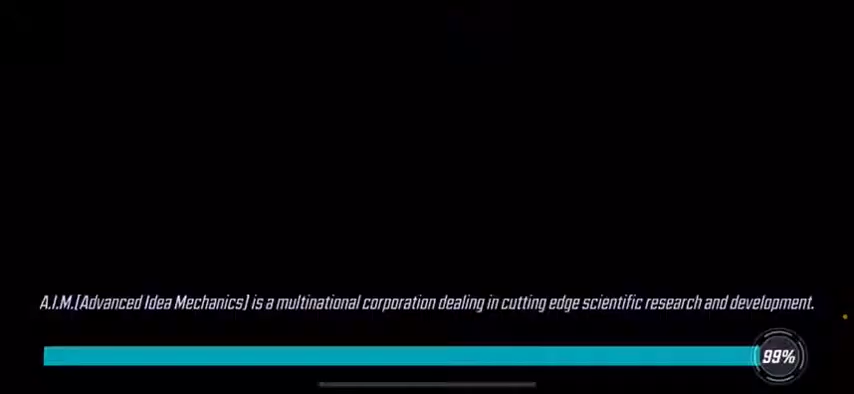 A.I.M.[Advanced Idea Mechanics] is a multinational corporation dealing in cutting edge scientific research and development.
99%